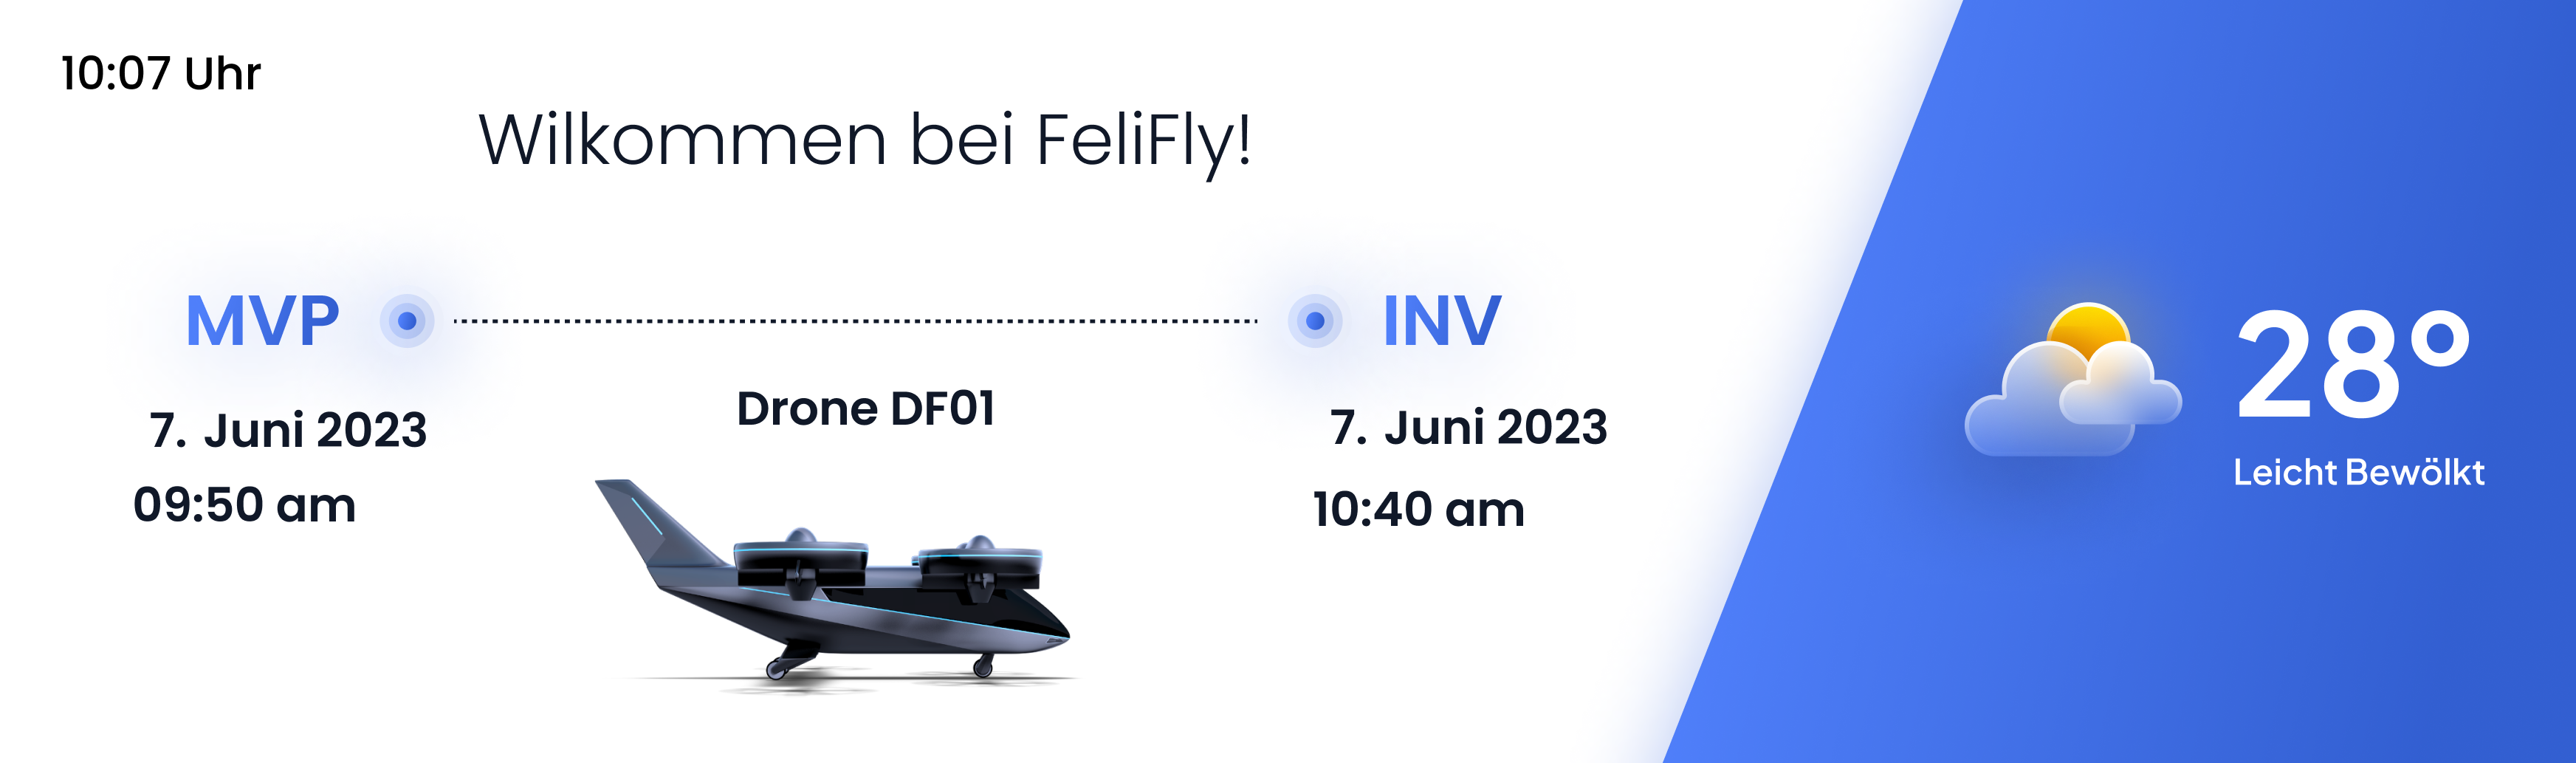 10:07 Uhr
Wilkommen bei FeliFly!
MVP
INV
7. Juni 2023
09:50 am
Drone DF01
7. Juni 2023
10:40 am
28°
Leicht Bewölkt